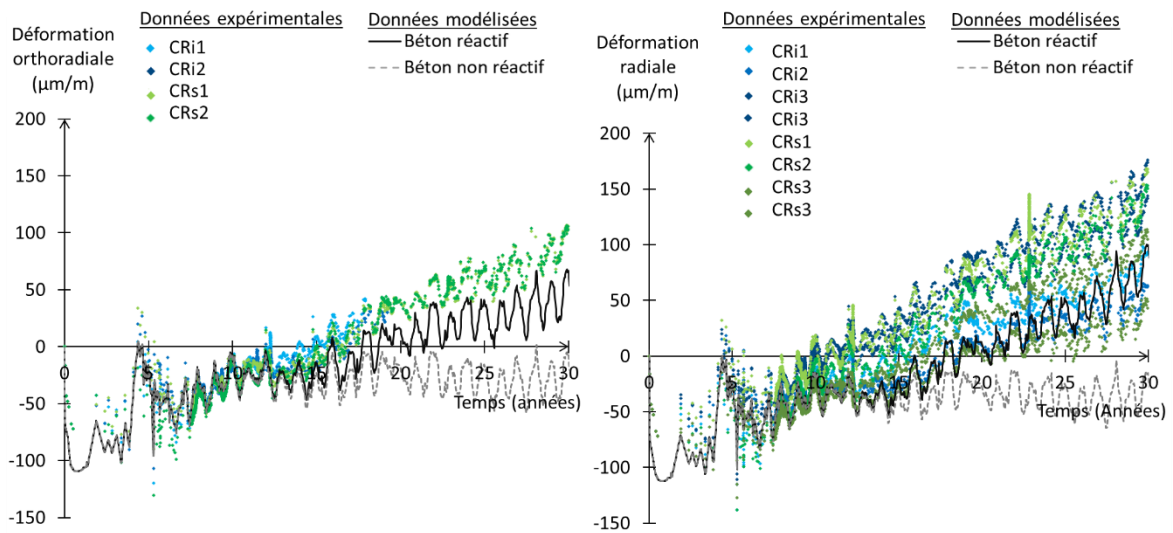 Déformation
orthoradiale
(µm/m)
Données expérimentales
CRi1
CRi2
CRs1
CRs2
Données modélisées
Béton réactif
Béton non réactif
200
150
100
50
0
-50
-100
-150
0
5
10
15
20
25
30
Temps (années)
Déformation
radiale
(µm/m)
Données expérimentales
CRi1
CRi2
CRi3
CRi3
CRs1
CRs2
CRs3
CRs3
Données modélisées
Béton réactif
Béton non réactif
200
150
100
50
0
-50
-100
-150
0
5
10
15
20
25
30
Temps (Années)